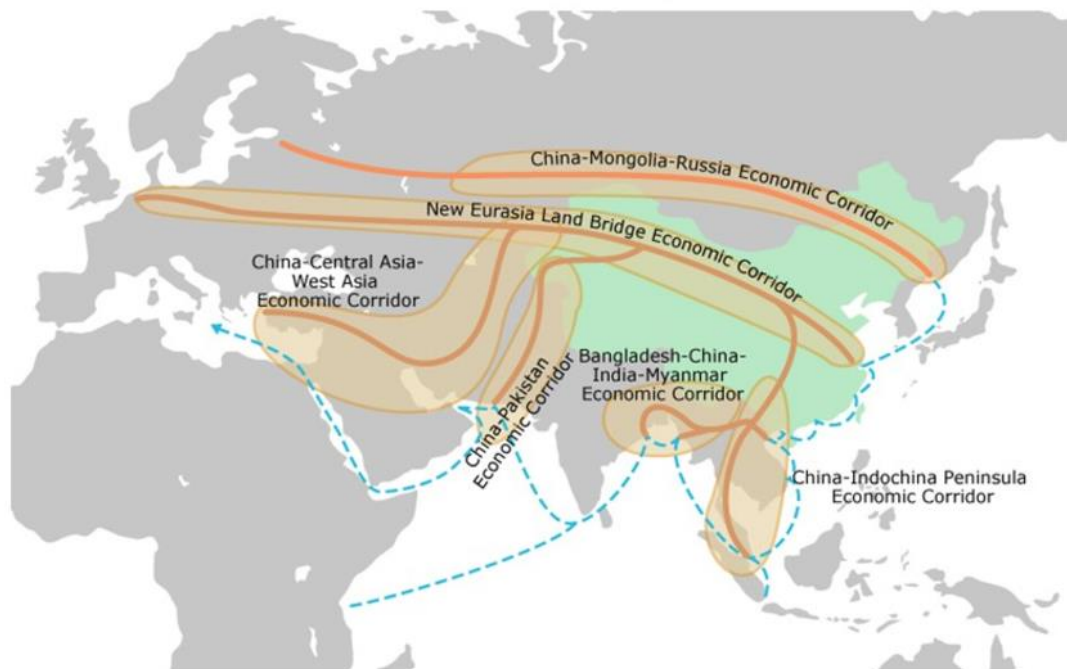 China-Mongolia-Russia Economic Corridor
New Eurasia Land Bridge Economic Corridor
China-Central Asia-
West Asia
Economic Corridor
China-Pakistan
Economic Corridor
Bangladesh-China-
India-Myanmar
Economic Corridor
China-Indochina Peninsula
Economic Corridor